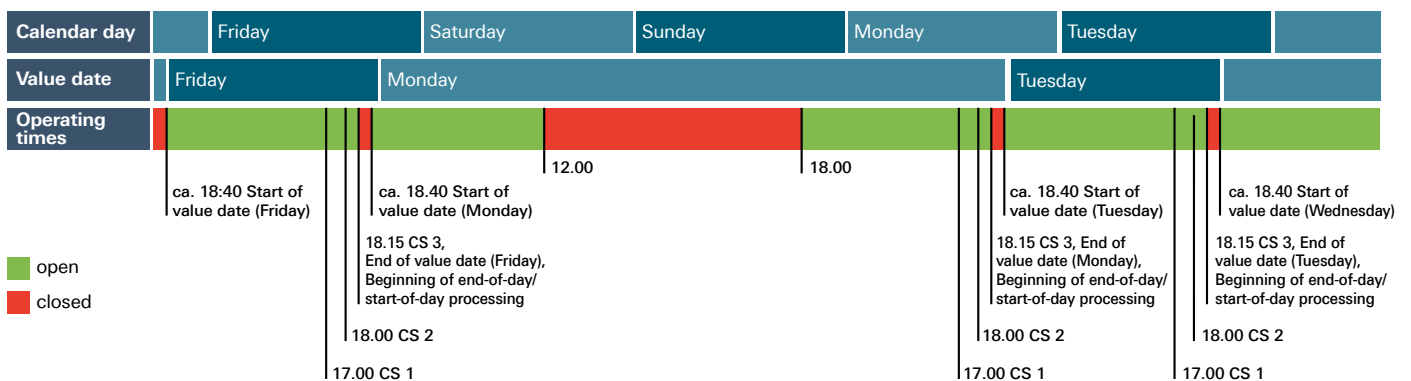 Calendar day
Friday
Saturday
Sunday
Monday
Tuesday
Value date
Friday
Monday
Tuesday
Operating
times
12.00
18.00
ca. 18:40 Start of
value date (Friday)
ca. 18.40 Start of
value date (Monday)
ca. 18.40 Start of
value date (Tuesday)
ca. 18.40 Start of
value date (Wednesday)
18.15 CS 3,
End of value date (Friday),
Beginning of end-of-day/
start-of-day processing
18.15 CS 3, End of
value date (Monday),
Beginning of end-of-day/
start-of-day processing
18.15 CS 3, End of
value date (Tuesday),
Beginning of end-of-day/
start-of-day processing
open
closed
18.00 CS 2
18.00 CS 2
18.00 CS 2
17.00 CS 1
17.00 CS 1
17.00 CS 1